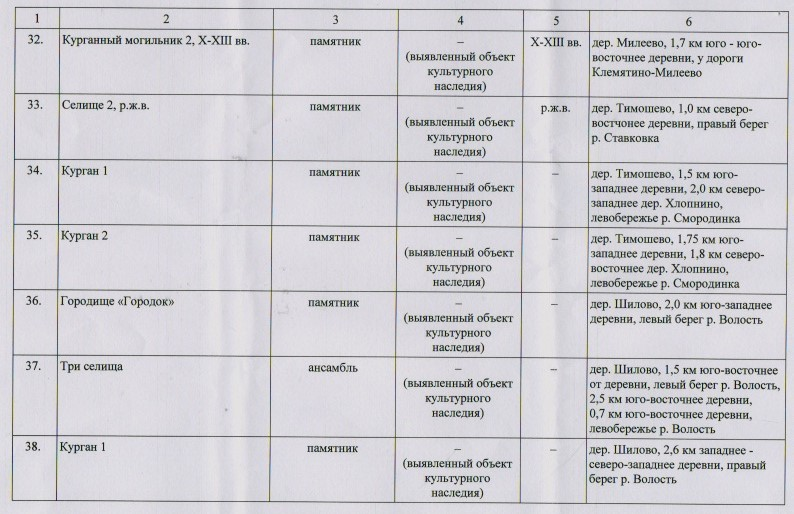 1 2 3 4 5 6
32. Курганный могильник 2, X-XIII вв. памятник – X-XIII вв. дер. Милеево, 1,7 км юго - юго-
(выявленный объект восточнее деревни, у дороги
культурного Клемятино-Милеево
наследия)
33. Селище 2, р.ж.в. памятник – р.ж.в. дер. Тимошево, 1,0 км северо-
(выявленный объект востчонее деревни, правый берег
культурного р. Ставковка
наследия)
34. Курган 1 памятник – – дер. Тимошево, 1,5 км юго-
(выявленный объект западнее деревни, 2,0 км северо-
культурного западнее дер. Хлопнино,
наследия) левобережье р. Смородинка
35. Курган 2 памятник – – дер. Тимошево, 1,75 км юго-
(выявленный объект западнее деревни, 1,8 км северо-
культурного восточнее дер. Хлопнино,
наследия) левобережье р. Смородинка
36. Городище «Городок» памятник – – дер. Шилово, 2,0 км юго-западнее
(выявленный объект деревни, левый берег р. Волость
культурного
наследия)
37. Три селища ансамбль – – дер. Шилово, 1,5 км юго-восточнее
(выявленный объект от деревни, левый берег р. Волость,
культурного 2,5 км юго-восточнее деревни,
наследия) 0,7 км юго-восточнее деревни,
левобережье р. Волость
38. Курган 1 памятник – – дер. Шилово, 2,6 км западнее -
(выявленный объект северо-западнее деревни, правый
культурного берег р. Волость
наследия)